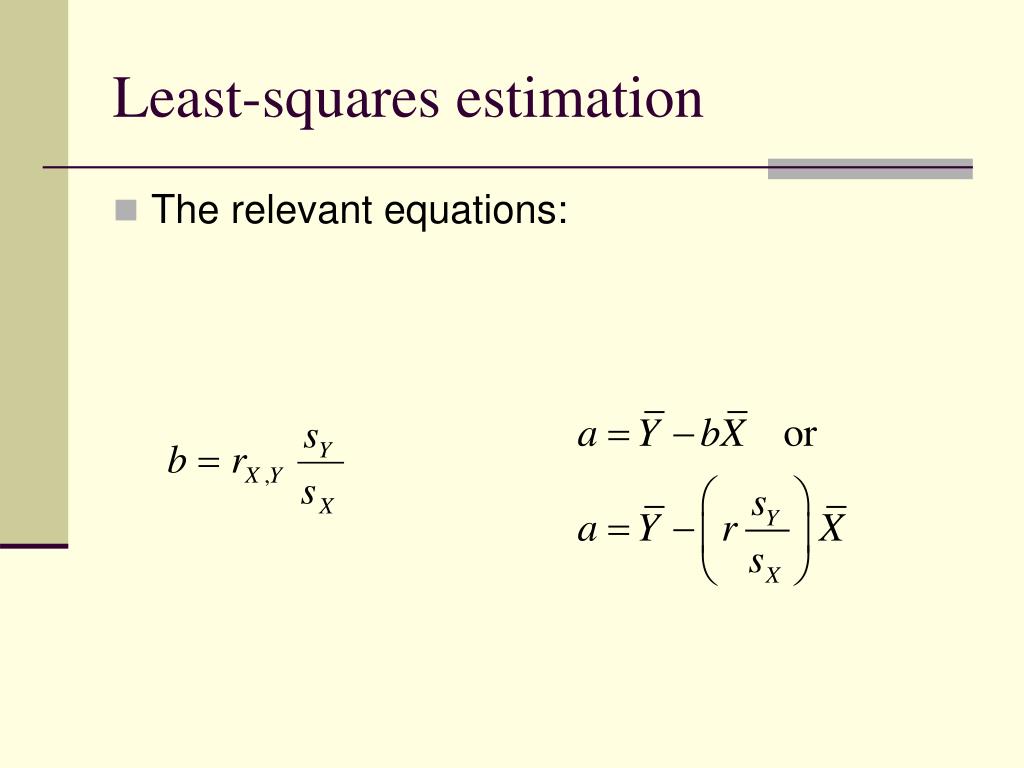 Least-squares estimation
The relevant equations:
b = r_{X,Y} \frac{s_Y}{s_X}
a = \overline{Y} − b\overline{X} or
a = \overline{Y} − \left( r \frac{s_Y}{s_X} \right) \overline{X}